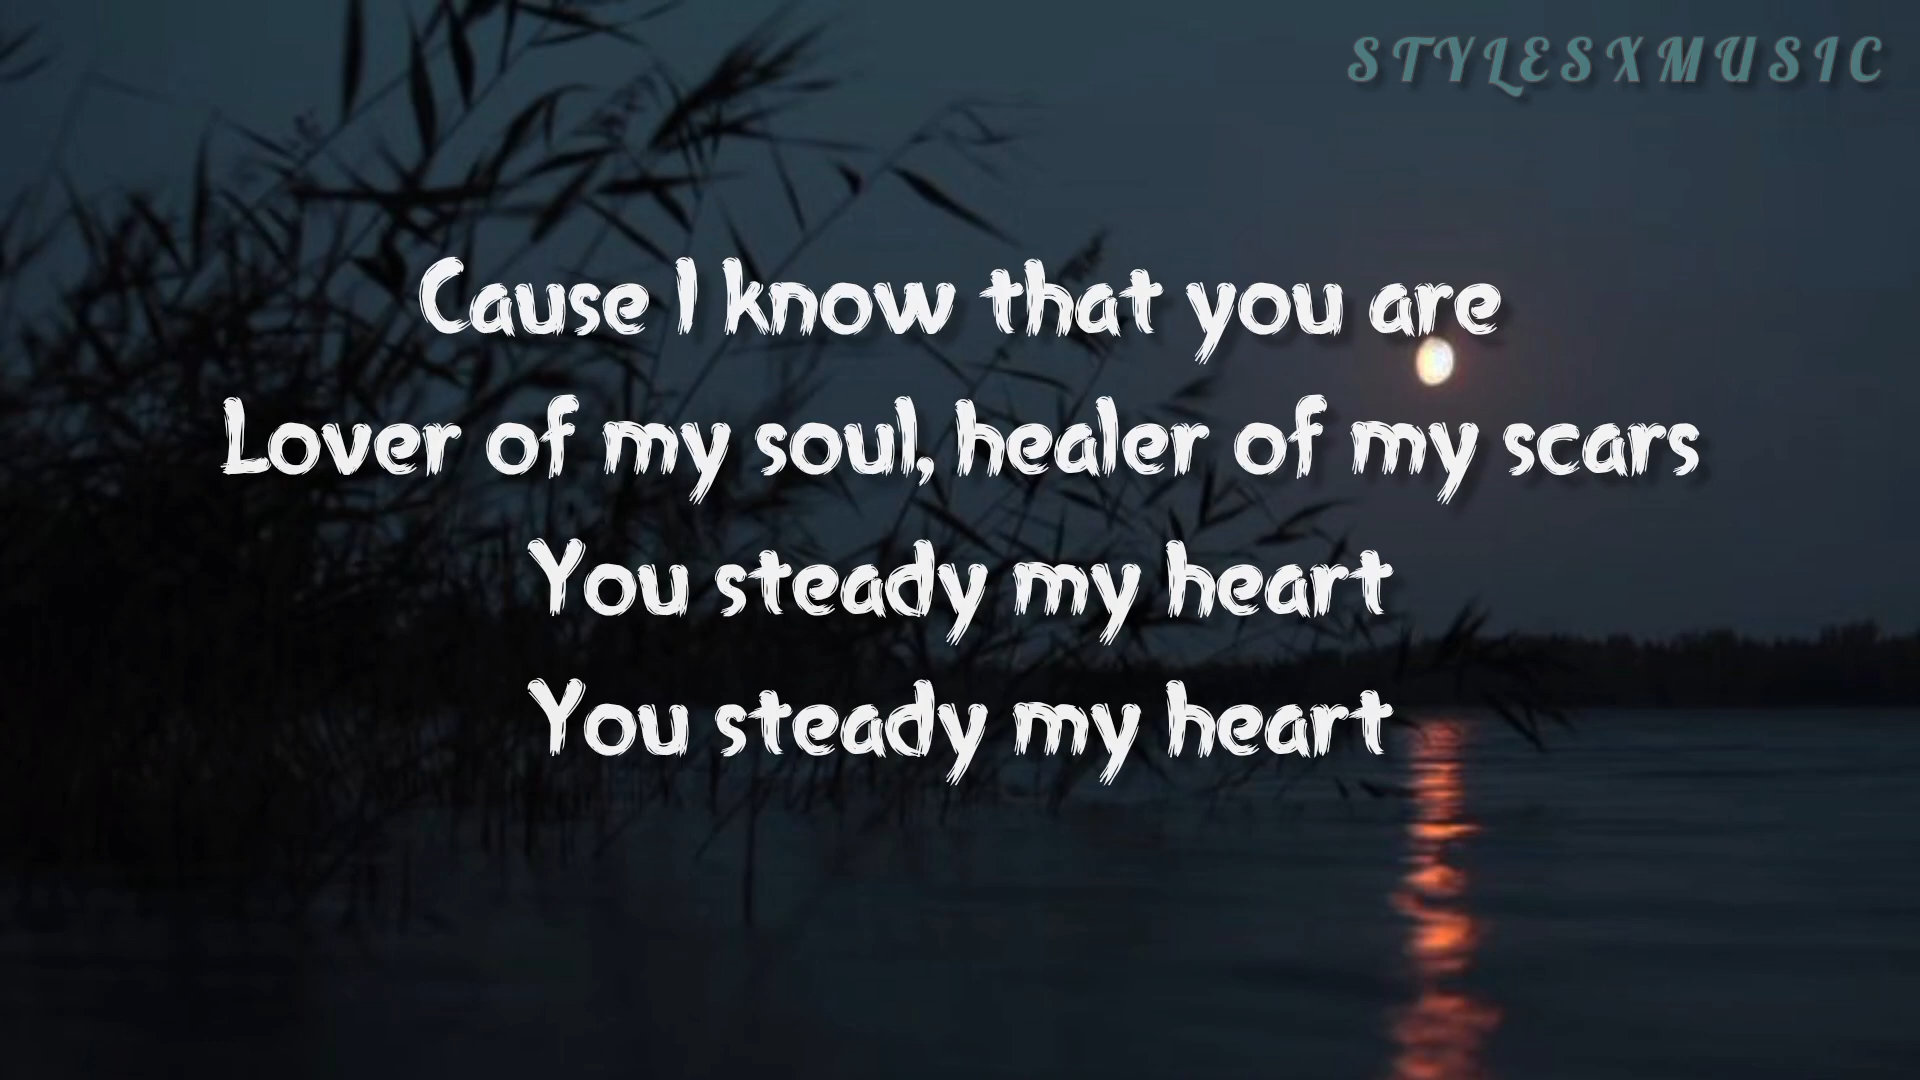 STYLESXMUSIC
Cause I know that you are
Lover of my soul, healer of my scars
You steady my heart
You steady my heart